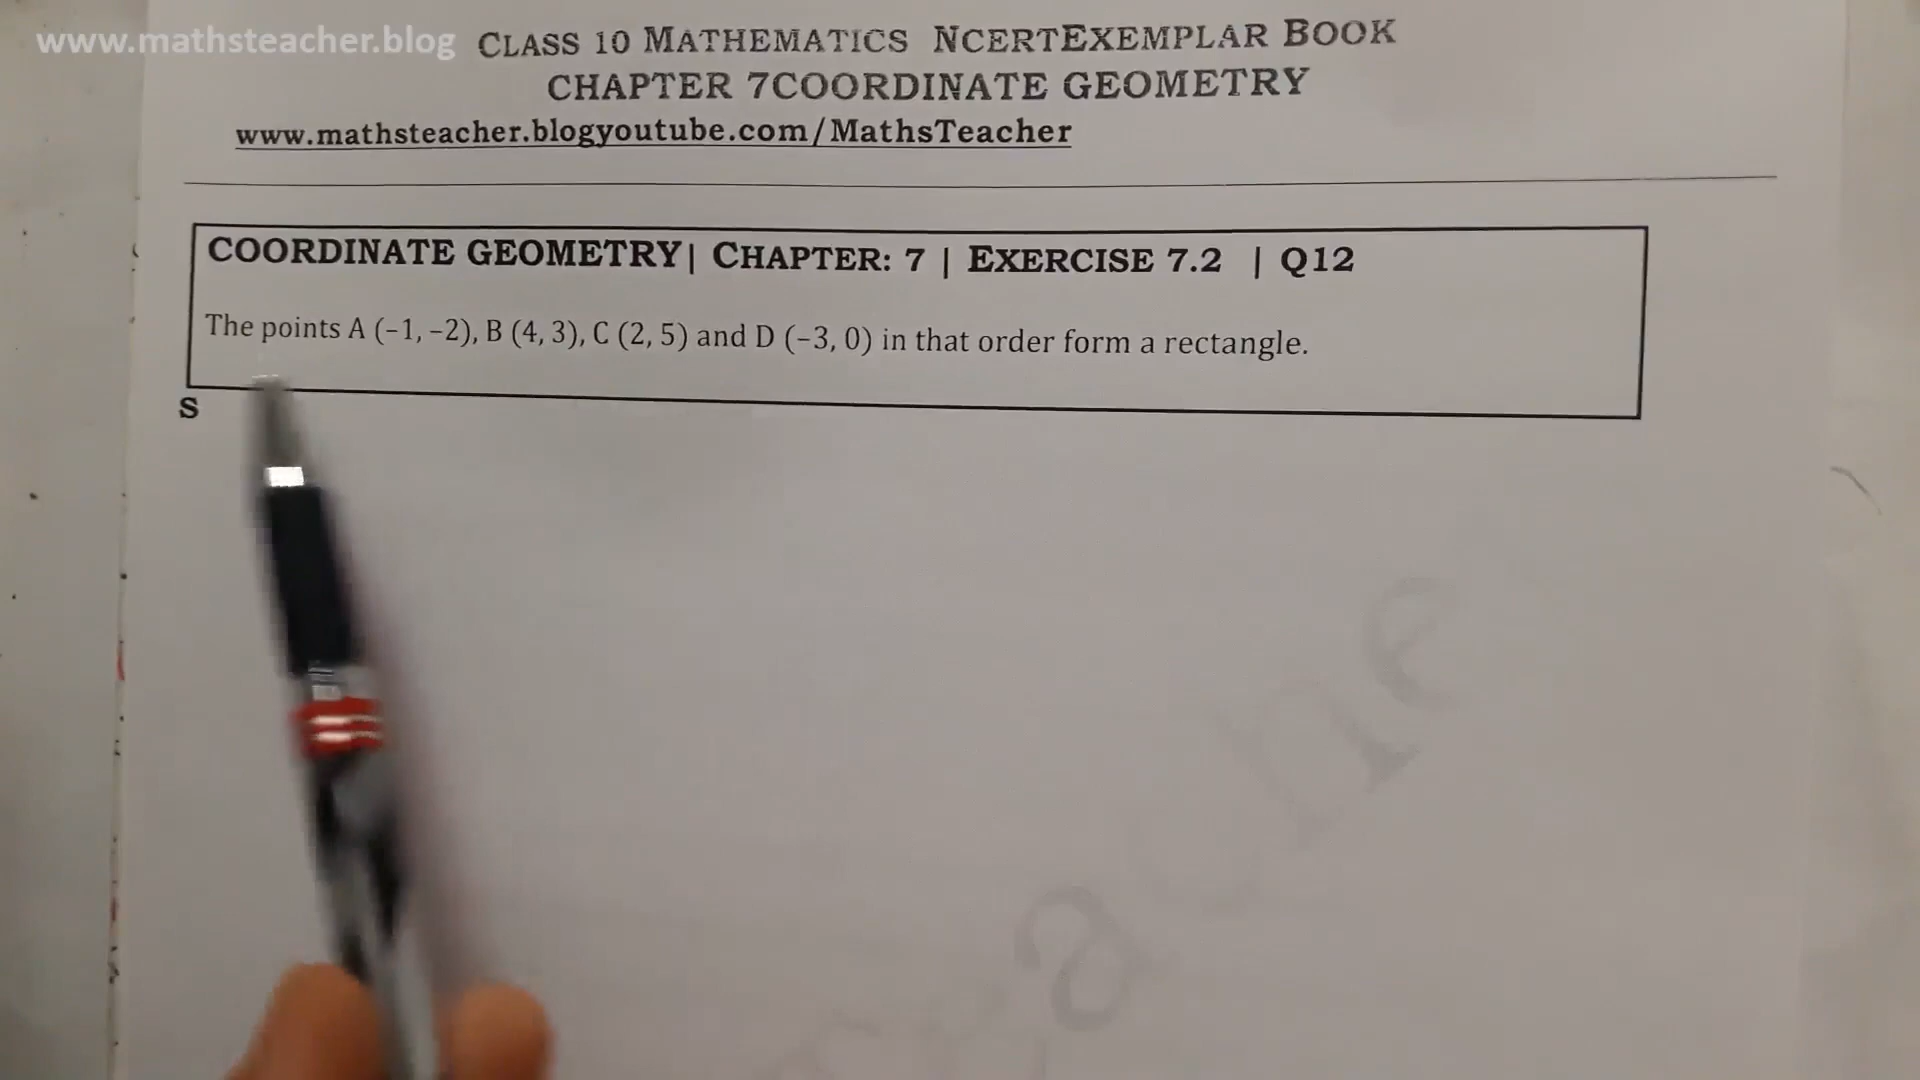 www.mathsteacher.blog
CLASS 10 MATHEMATICS NCERTEXEMPLAR BOOK
CHAPTER 7COORDINATE GEOMETRY
www.mathsteacher.blogyoutube.com/MathsTeacher
COORDINATE GEOMETRY| CHAPTER: 7 | EXERCISE 7.2 | Q12
The points A (−1, −2), B (4, 3), C (2, 5) and D (−3, 0) in that order form a rectangle.
S